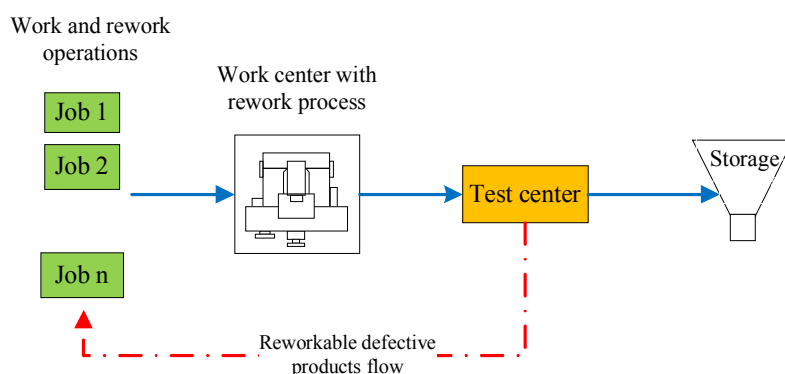 Work and rework
operations
Job 1
Job 2
Job n
Work center with
rework process
Test center
Storage
Reworkable defective
products flow